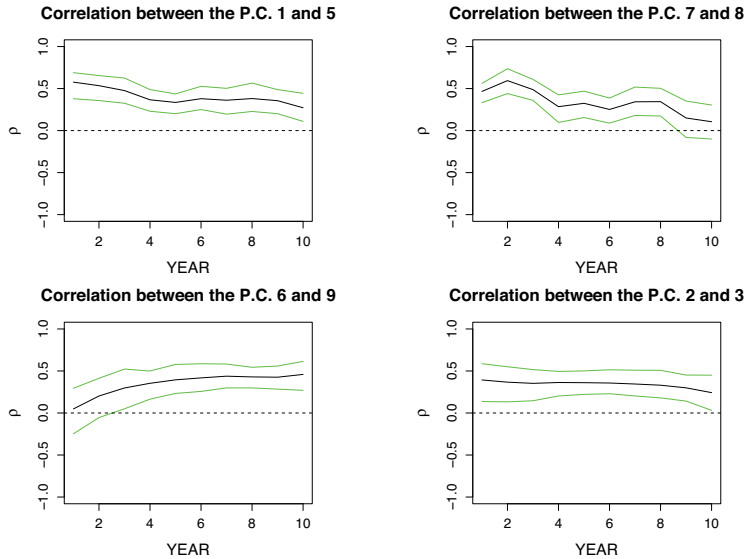 Correlation between the P.C. 1 and 5
1.0
0.5
0.0
−0.5
−1.0
ρ
2 4 6 8 10
YEAR
Correlation between the P.C. 7 and 8
1.0
0.5
0.0
−0.5
−1.0
ρ
2 4 6 8 10
YEAR
Correlation between the P.C. 6 and 9
1.0
0.5
0.0
−0.5
−1.0
ρ
2 4 6 8 10
YEAR
Correlation between the P.C. 2 and 3
1.0
0.5
0.0
−0.5
−1.0
ρ
2 4 6 8 10
YEAR